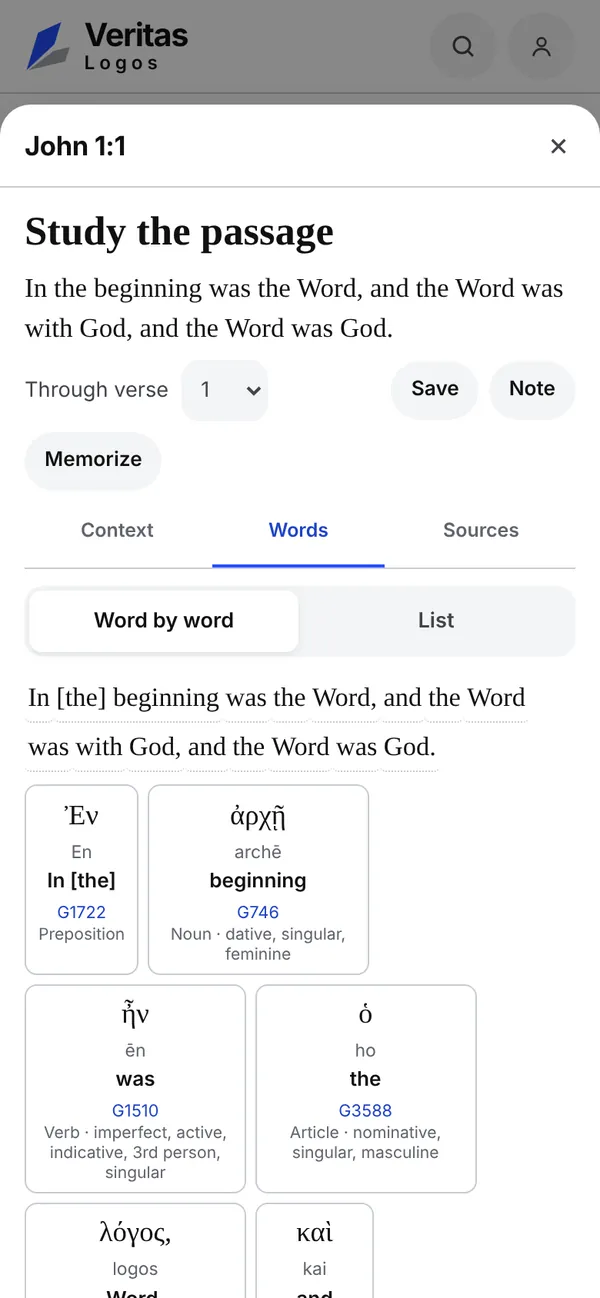 Veritas
Logos
John 1:1
Study the passage
In the beginning was the Word, and the Word was
with God, and the Word was God.
Through verse 1 Save Note
Memorize
Context Words Sources
Word by word List
In [the] beginning was the Word, and the Word
was with God, and the Word was God.
Ἐν ἀρχῇ
En archē
In [the] beginning
G1722 G746
Preposition Noun · dative, singular,
feminine
ἦν ὁ
ēn ho
was the
G1510 G3588
Verb · imperfect, active, Article · nominative,
indicative, 3rd person, singular, masculine
singular
λόγος, καὶ
logos kai
Word and